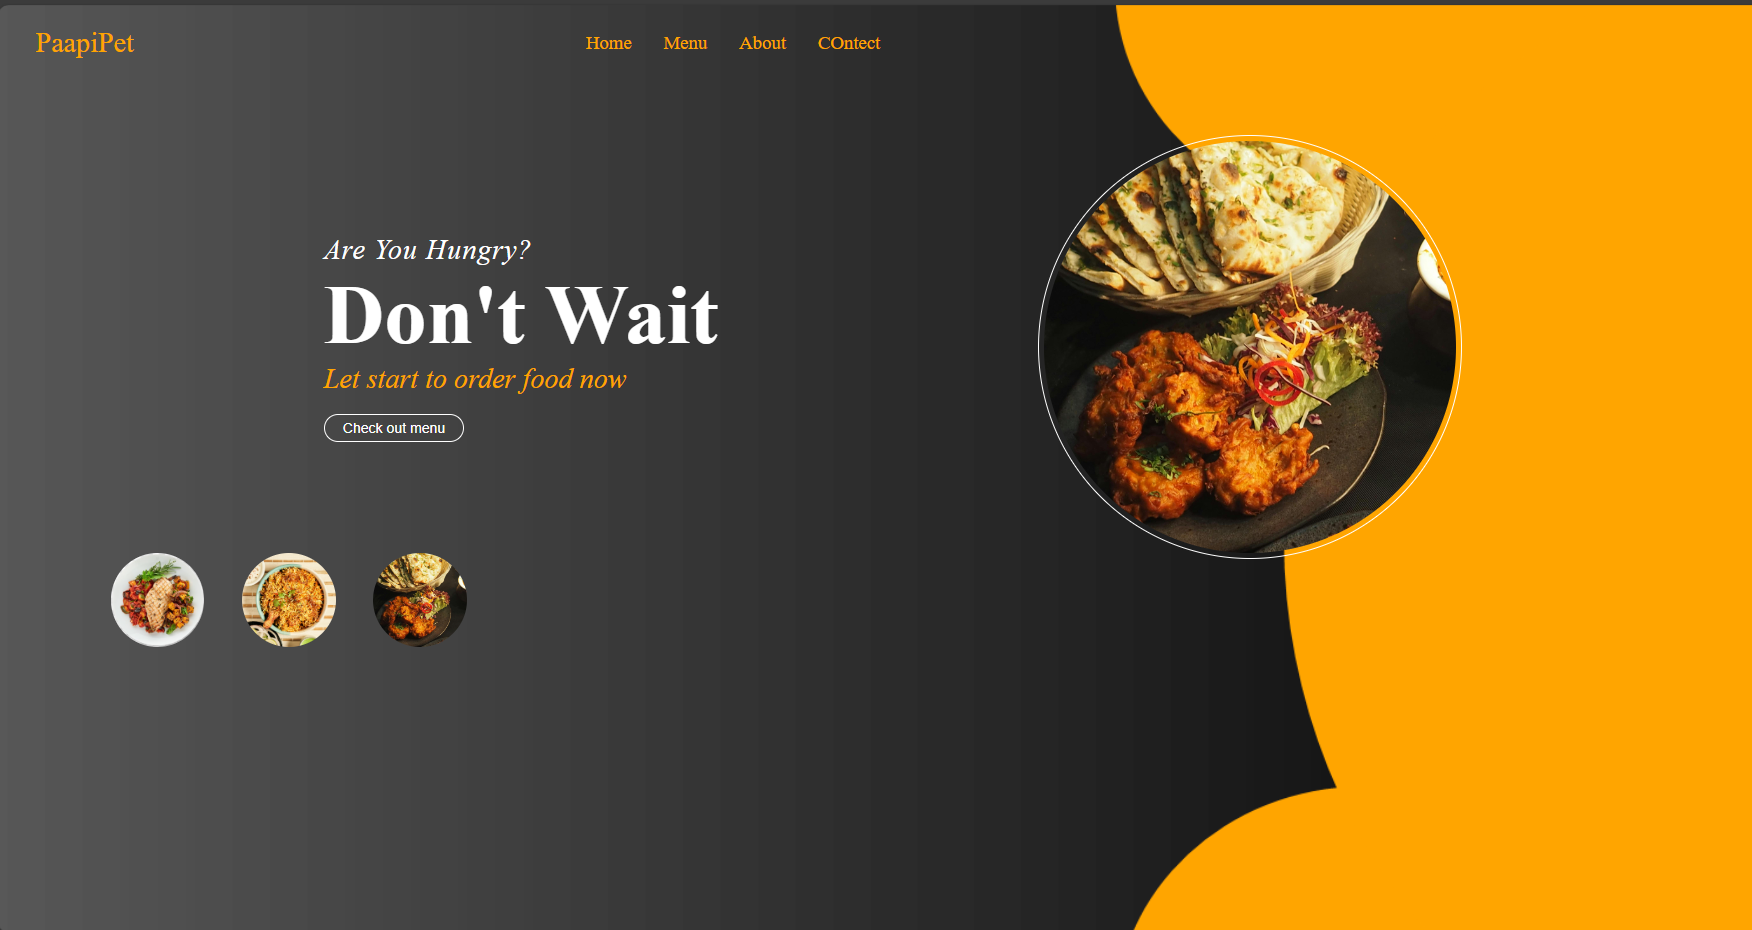 PaapiPet
Home Menu About COntect
Are You Hungry?
Don't Wait
Let start to order food now
Check out menu